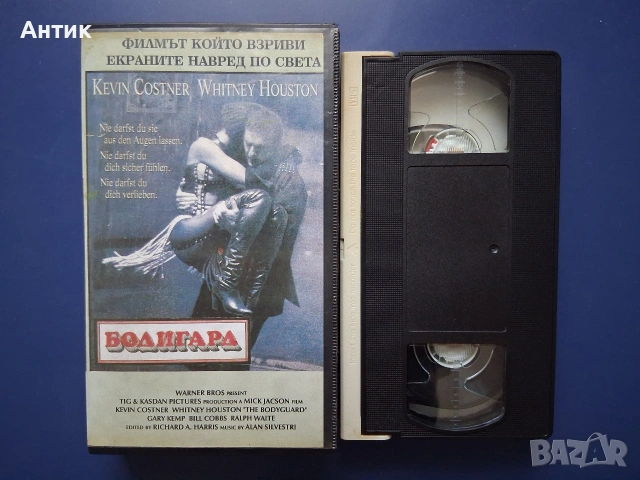 Антик
ФИЛМЪТ КОЙТО ВЗРИВИ
ЕКРАНИТЕ НАВРЕД ПО СВЕТА
KEVIN COSTNER WHITNEY HOUSTON
Nie darfst du sie
aus den Augen lassen.
Nie darfst du
dich sicher fühlen.
Nie darfst du
dich verlieben.
БОДИГАРД
WARNER BROS PRESENT
TIG & KASDAN PICTURES PRODUCTION A MICK JACSON FILM
KEVIN COSTNER WHITNEY HOUSTON "THE BODYGUARD"
GARY KEMP BILL COBBS RALPH WAITE
EDITED BY RICHARD A. HARRIS MUSIC BY ALAN SILVESTRI
BAZAR